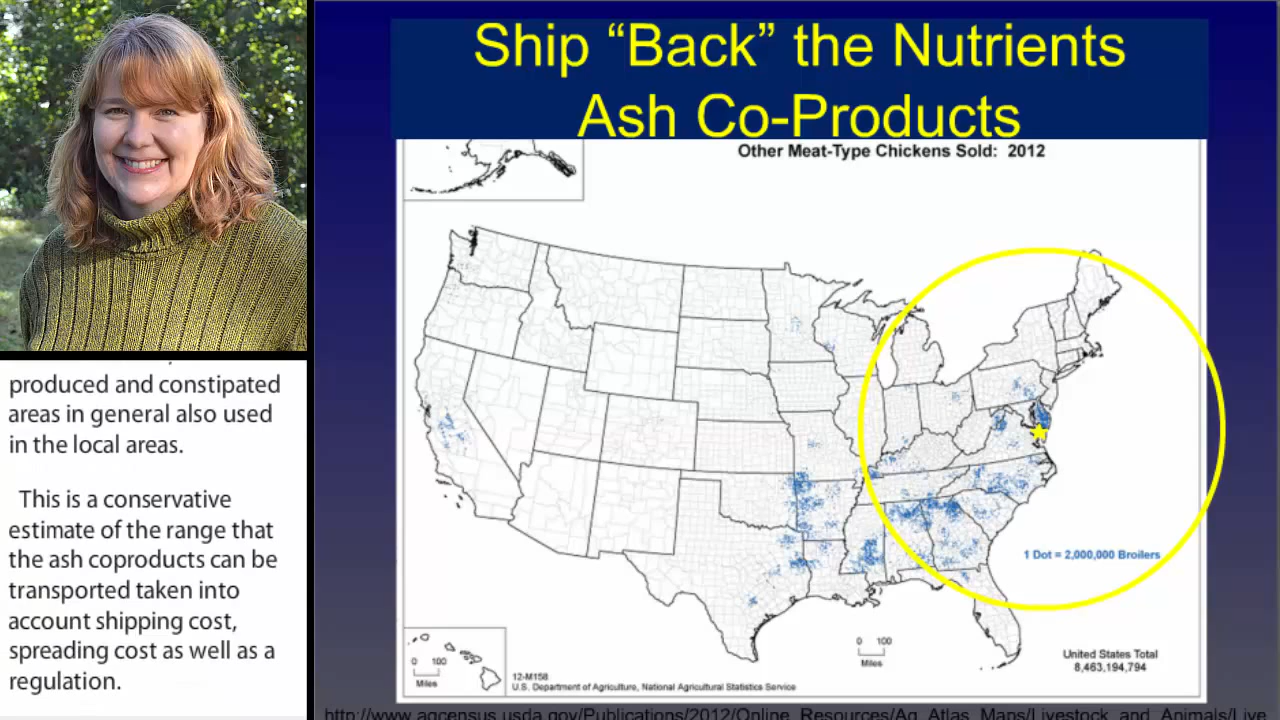 Ship “Back” the Nutrients
Ash Co-Products
Other Meat-Type Chickens Sold: 2012
1 Dot = 2,000,000 Broilers
0 100
Miles
United States Total
8,463,194,794
0 100
Miles
12-M158
U.S. Department of Agriculture, National Agricultural Statistics Service
http://www.agcensus.usda.gov/Publications/2012/Online_Resources/Ag_Atlas_Maps/Livestock_and_Animals/Live
produced and constipated
areas in general also used
in the local areas.
This is a conservative
estimate of the range that
the ash coproducts can be
transported taken into
account shipping cost,
spreading cost as well as a
regulation.